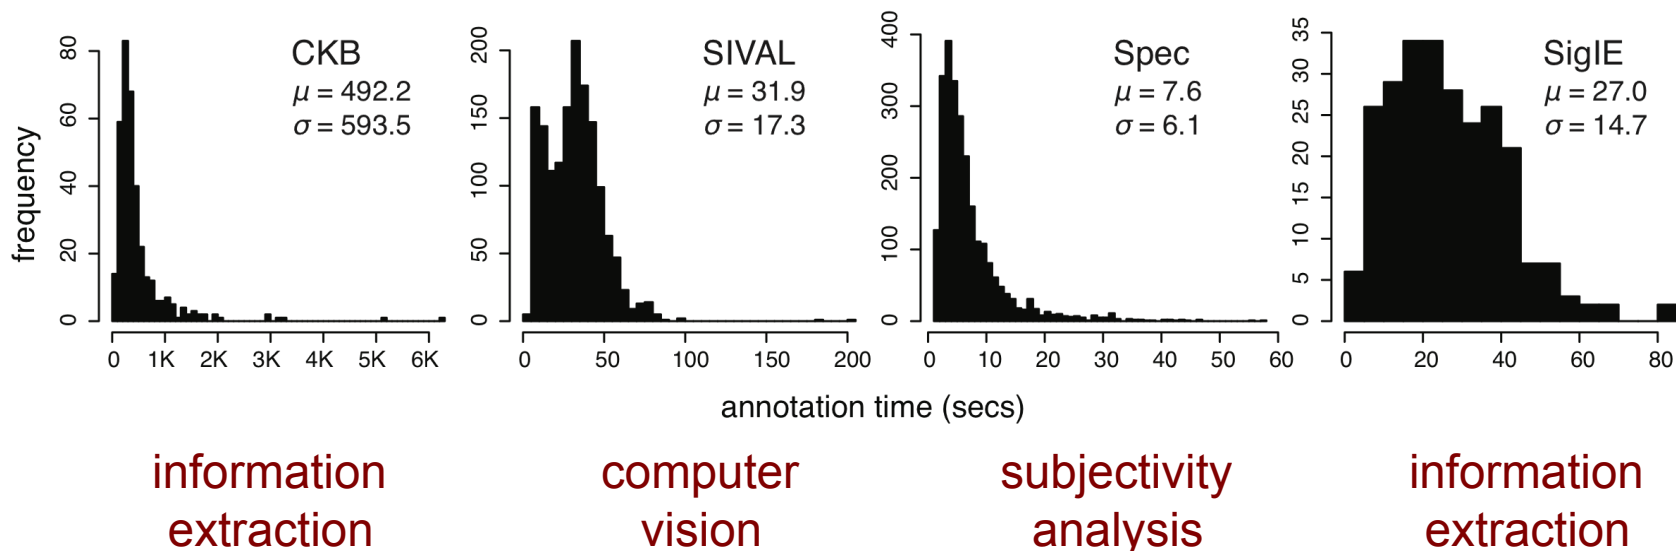 frequency
0 20 40 60 80
CKB
μ = 492.2
σ = 593.5
0 1K 2K 3K 4K 5K 6K
0 50 100 150 200
SIVAL
μ = 31.9
σ = 17.3
0 50 100 150 200
0 100 200 300 400
Spec
μ = 7.6
σ = 6.1
0 10 20 30 40 50 60
0 5 10 15 20 25 30 35
SigIE
μ = 27.0
σ = 14.7
0 20 40 60 80
annotation time (secs)
information
extraction
computer
vision
subjectivity
analysis
information
extraction